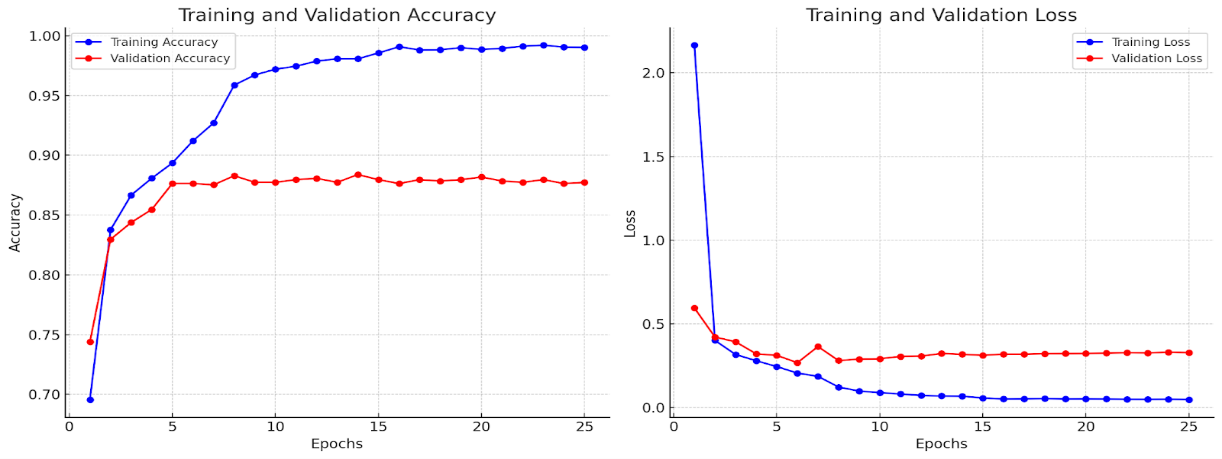 Training and Validation Accuracy
1.00
0.95
0.90
0.85
0.80
0.75
0.70
Accuracy
Training Accuracy
Validation Accuracy
0
5
10
15
20
25
Epochs
Training and Validation Loss
2.0
1.5
1.0
0.5
0.0
Loss
Training Loss
Validation Loss
0
5
10
15
20
25
Epochs